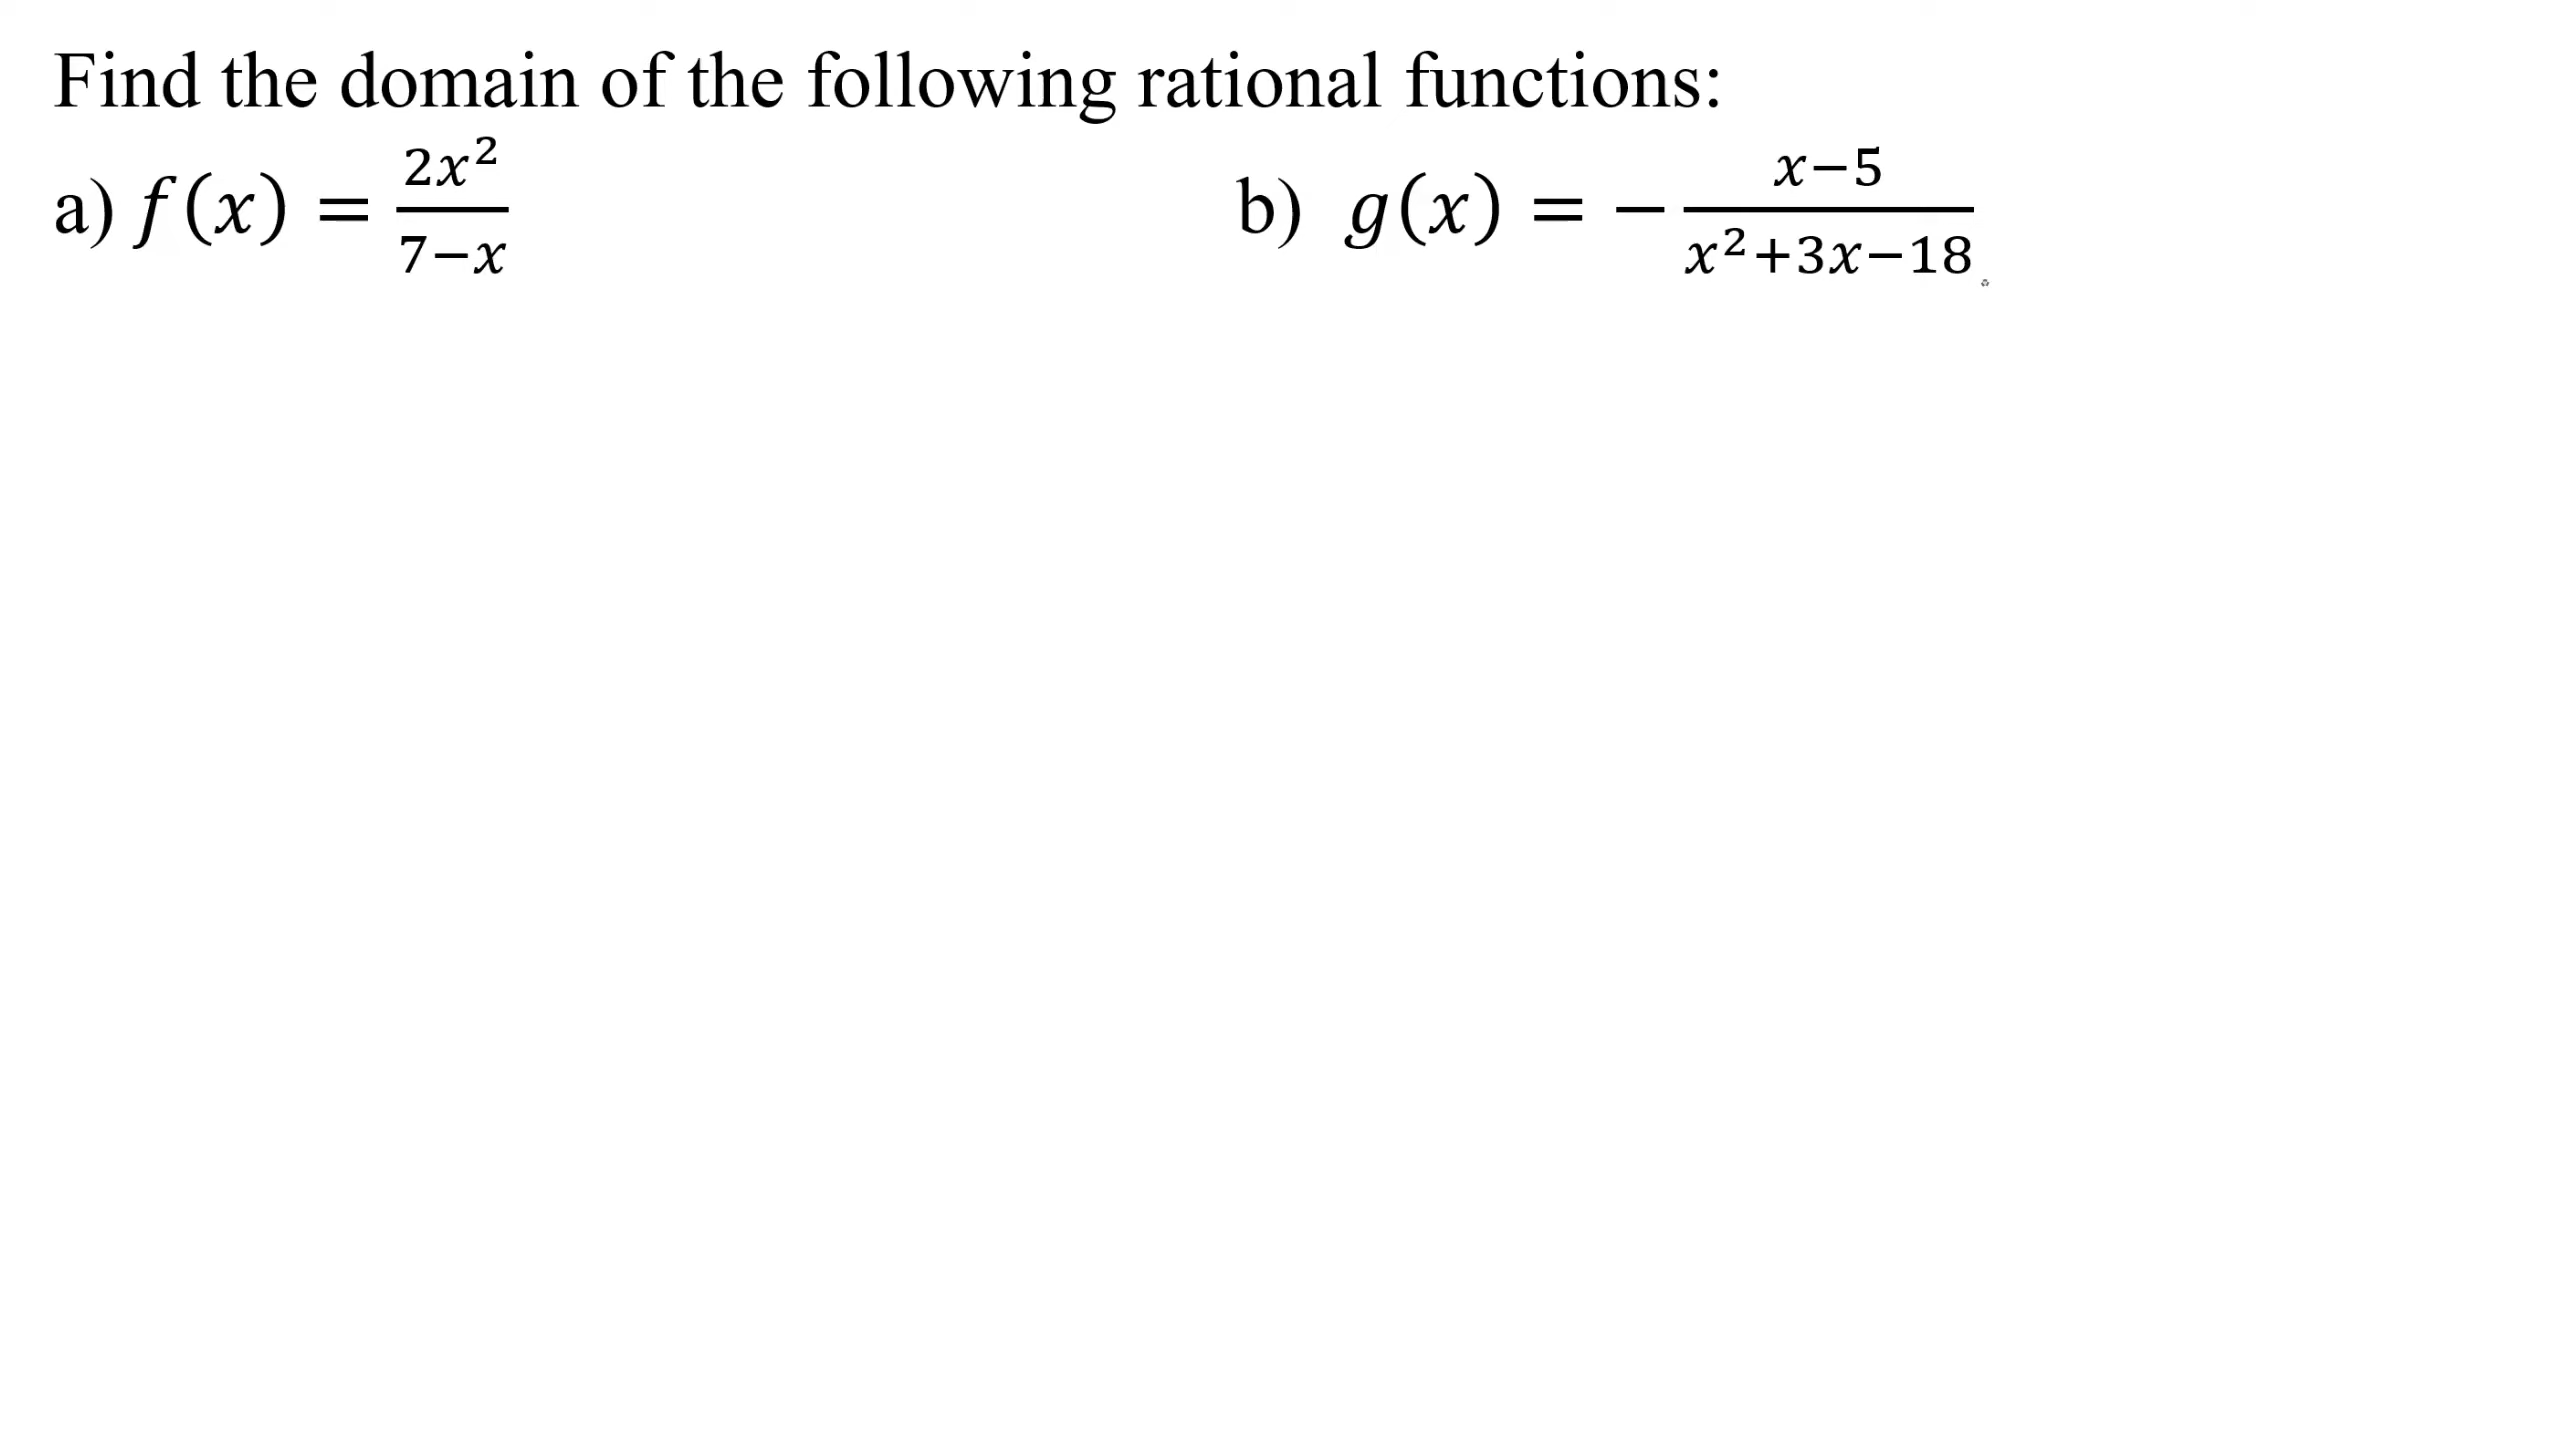 Find the domain of the following rational functions:
a) f(x) = 2x²/7−x b) g(x) = − x−5/x²+3x−18